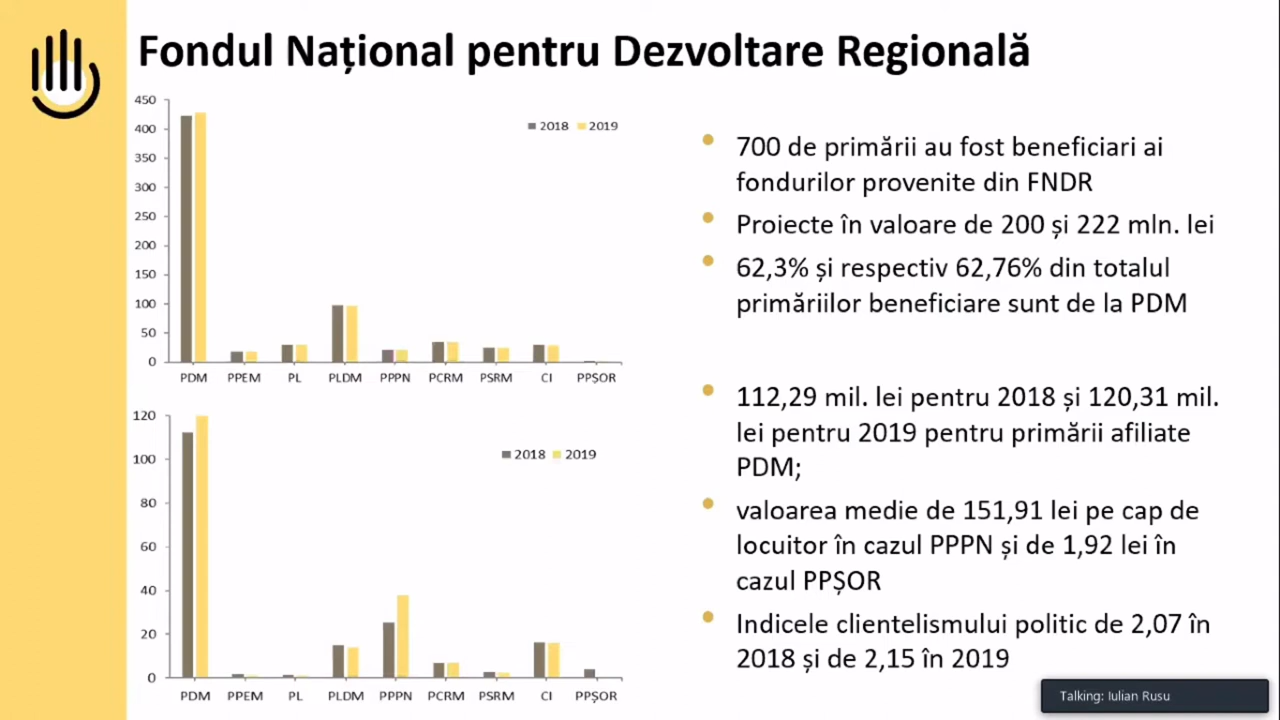 Fondul Național pentru Dezvoltare Regională
450
400
350
300
250
200
150
100
50
0
2018 2019
PDM PPEM PL PLDM PPPN PCRM PSRM CI PPȘOR
120
100
80
60
40
20
0
2018 2019
PDM PPEM PL PLDM PPPN PCRM PSRM CI PPȘOR
700 de primării au fost beneficiari ai
fondurilor provenite din FNDR
Proiecte în valoare de 200 și 222 mln. lei
62,3% și respectiv 62,76% din totalul
primăriilor beneficiare sunt de la PDM
112,29 mil. lei pentru 2018 și 120,31 mil.
lei pentru 2019 pentru primării afiliate
PDM;
valoarea medie de 151,91 lei pe cap de
locuitor în cazul PPPN și de 1,92 lei în
cazul PPȘOR
Indicele clientelismului politic de 2,07 în
2018 și de 2,15 în 2019
Talking: Iulian Rusu